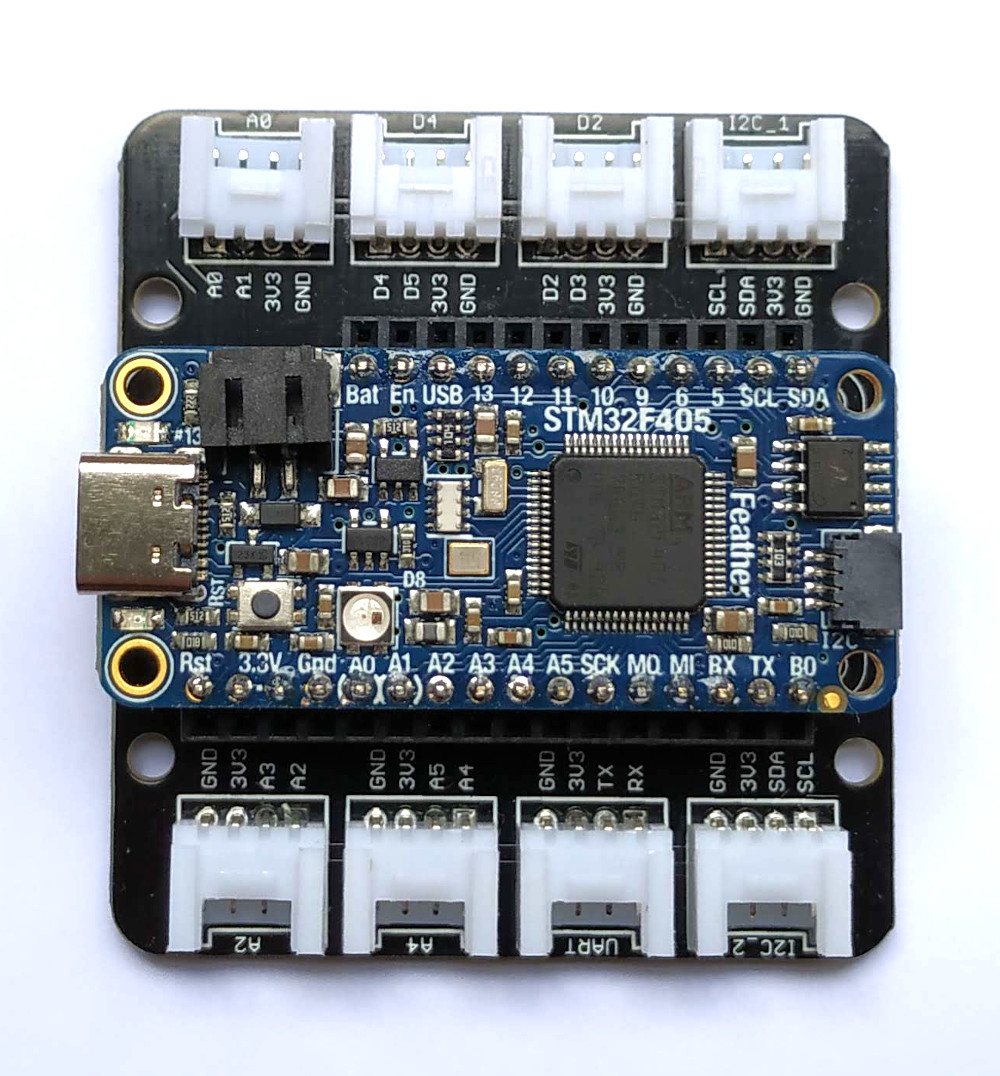 A0 D4 D2 I2C_1
A0 A1 3V3 GND D4 D5 3V3 GND D2 D3 3V3 GND SCL SDA 3V3 GND
Bat En USB 13 12 11 10 9 6 5 SCL SDA
STM32F405
#13
Feather
ARM
D8
RST
I2C
Rst 3.3V Gnd A0 A1 A2 A3 A4 A5 SCK MO MI RX TX B0
GND 3V3 A3 A2 GND 3V3 A5 A4 GND 3V3 TX RX GND 3V3 SDA SCL
A2 A4 UART I2C_2